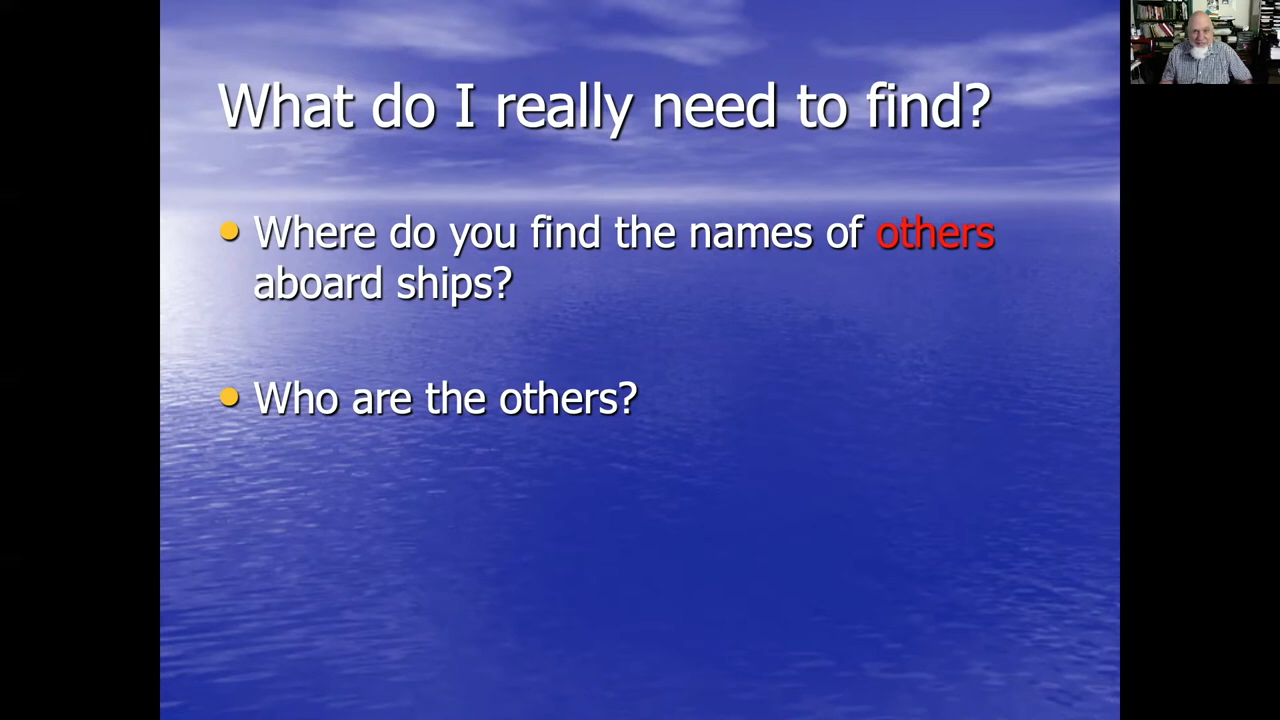 What do I really need to find?
Where do you find the names of others
aboard ships?
Who are the others?